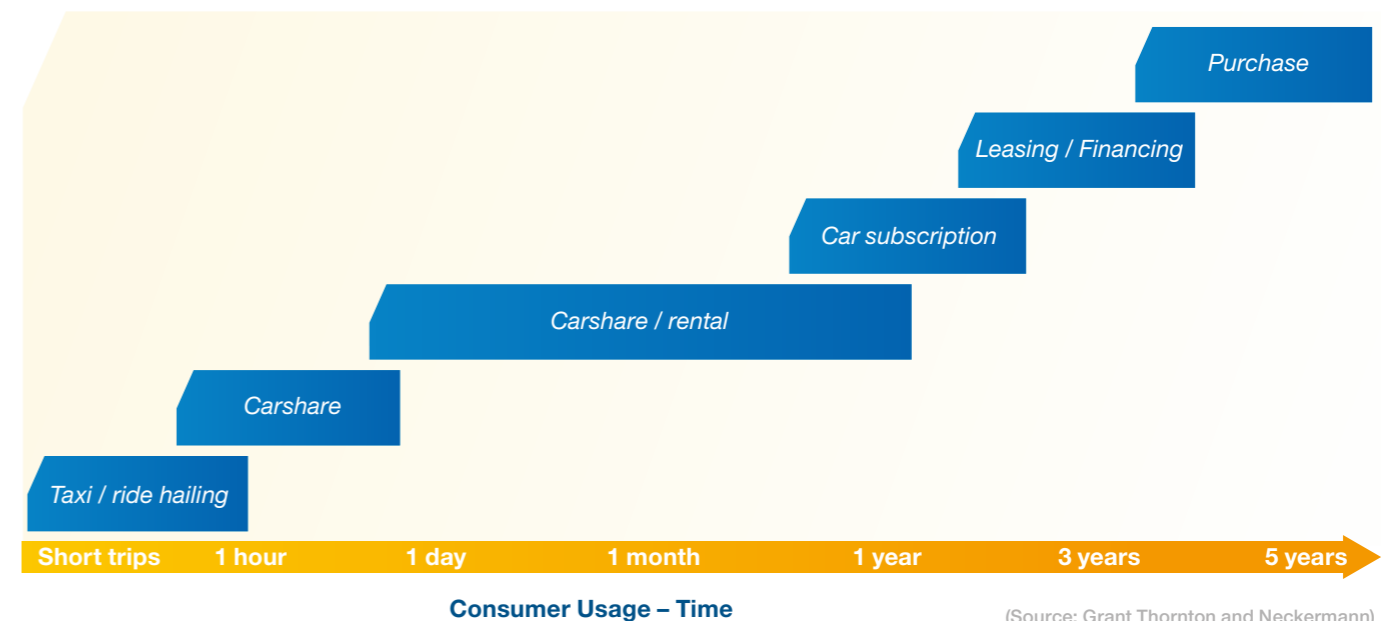 Purchase
Leasing / Financing
Car subscription
Carshare / rental
Carshare
Taxi / ride hailing
Short trips 1 hour 1 day 1 month 1 year 3 years 5 years
Consumer Usage – Time
(Source: Grant Thornton and Neckermann)